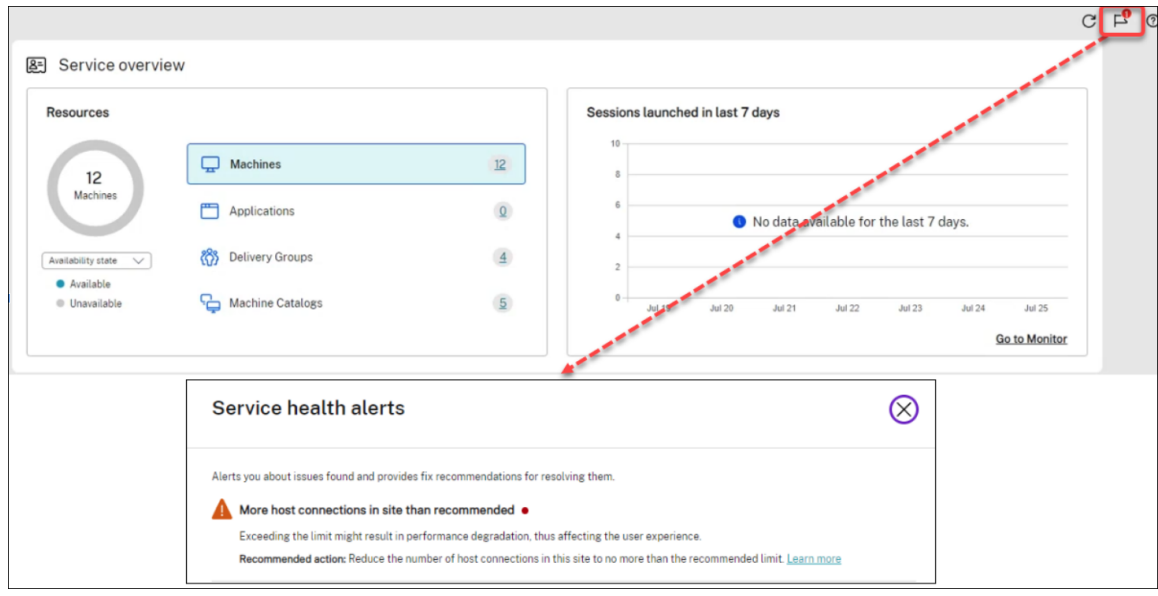 1
Service overview
Resources
12
Machines
Availability state
Available
Unavailable
Machines 12
Applications 0
Delivery Groups 4
Machine Catalogs 5
Sessions launched in last 7 days
10
8
6
4
2
0
No data available for the last 7 days.
Jul 19 Jul 20 Jul 21 Jul 22 Jul 23 Jul 24 Jul 25
Go to Monitor
Service health alerts
Alerts you about issues found and provides fix recommendations for resolving them.
More host connections in site than recommended
Exceeding the limit might result in performance degradation, thus affecting the user experience.
Recommended action: Reduce the number of host connections in this site to no more than the recommended limit. Learn more